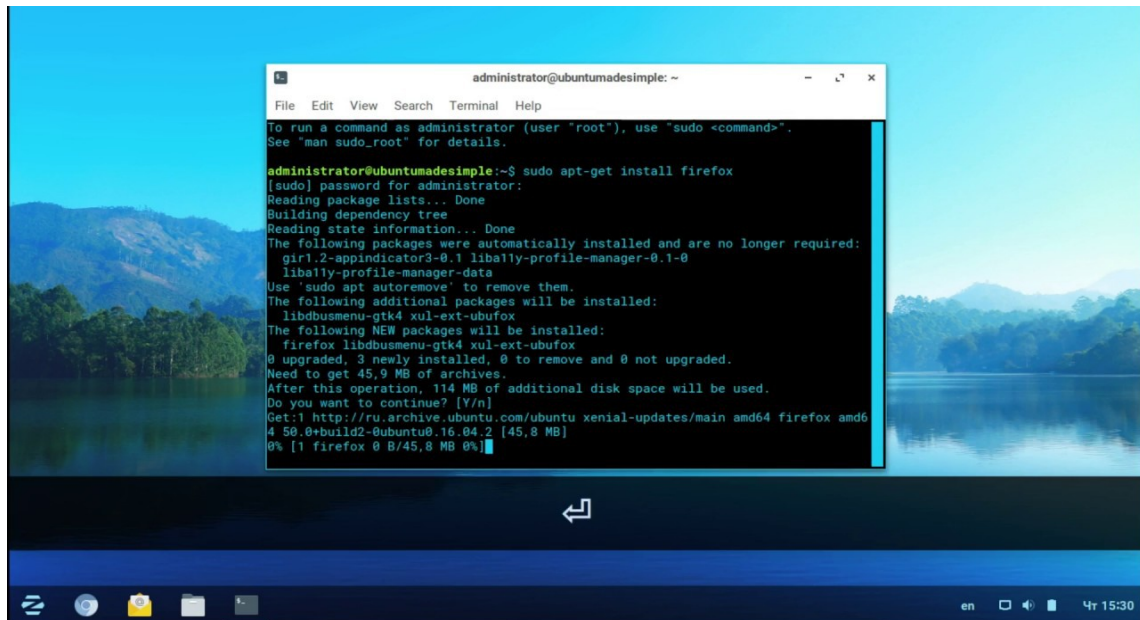 administrator@ubuntumadesimple: ~
File Edit View Search Terminal Help
To run a command as administrator (user "root"), use "sudo <command>".
See "man sudo_root" for details.
administrator@ubuntumadesimple:~$ sudo apt-get install firefox
[sudo] password for administrator:
Reading package lists... Done
Building dependency tree
Reading state information... Done
The following packages were automatically installed and are no longer required:
gir1.2-appindicator3-0.1 liba11y-profile-manager-0.1-0
liba11y-profile-manager-data
Use 'sudo apt autoremove' to remove them.
The following additional packages will be installed:
libdbusmenu-gtk4 xul-ext-ubufox
The following NEW packages will be installed:
firefox libdbusmenu-gtk4 xul-ext-ubufox
0 upgraded, 3 newly installed, 0 to remove and 0 not upgraded.
Need to get 45,9 MB of archives.
After this operation, 114 MB of additional disk space will be used.
Do you want to continue? [Y/n]
Get:1 http://ru.archive.ubuntu.com/ubuntu xenial-updates/main amd64 firefox amd6
4 50.0+build2-0ubuntu0.16.04.2 [45,8 MB]
0% [1 firefox 0 B/45,8 MB 0%]
en Чт 15:30